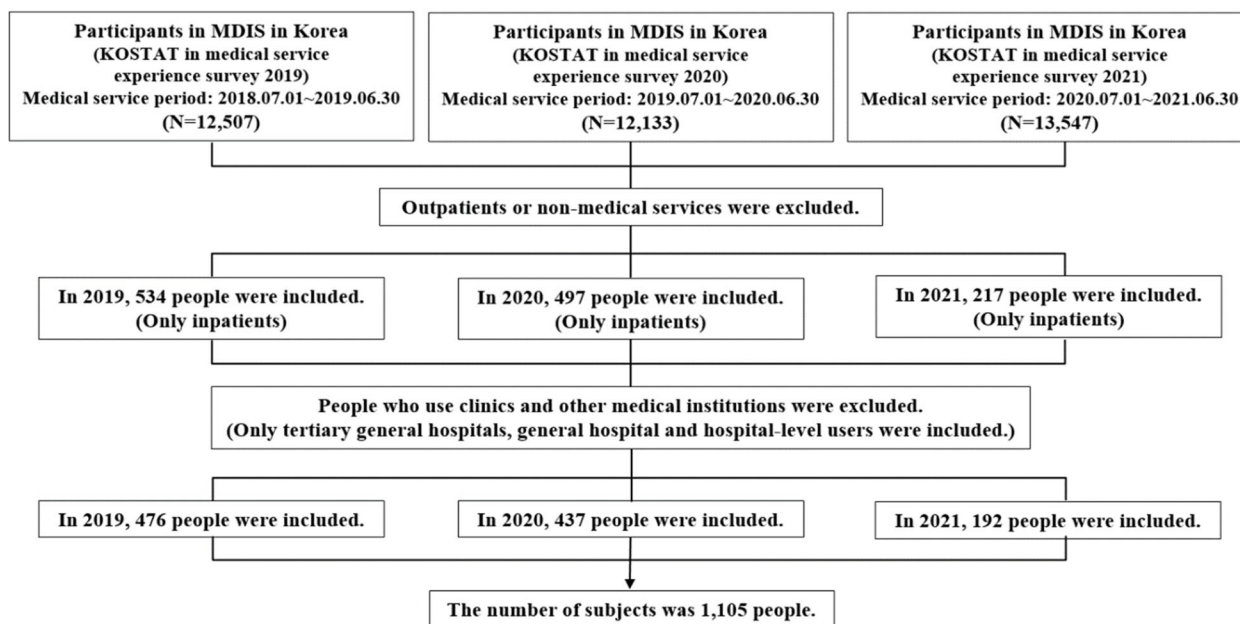 Participants in MDIS in Korea
(KOSTAT in medical service
experience survey 2019)
Medical service period: 2018.07.01~2019.06.30
(N=12,507)
Participants in MDIS in Korea
(KOSTAT in medical service
experience survey 2020)
Medical service period: 2019.07.01~2020.06.30
(N=12,133)
Participants in MDIS in Korea
(KOSTAT in medical service
experience survey 2021)
Medical service period: 2020.07.01~2021.06.30
(N=13,547)
Outpatients or non-medical services were excluded.
In 2019, 534 people were included.
(Only inpatients)
In 2020, 497 people were included.
(Only inpatients)
In 2021, 217 people were included.
(Only inpatients)
People who use clinics and other medical institutions were excluded.
(Only tertiary general hospitals, general hospital and hospital-level users were included.)
In 2019, 476 people were included.
In 2020, 437 people were included.
In 2021, 192 people were included.
The number of subjects was 1,105 people.